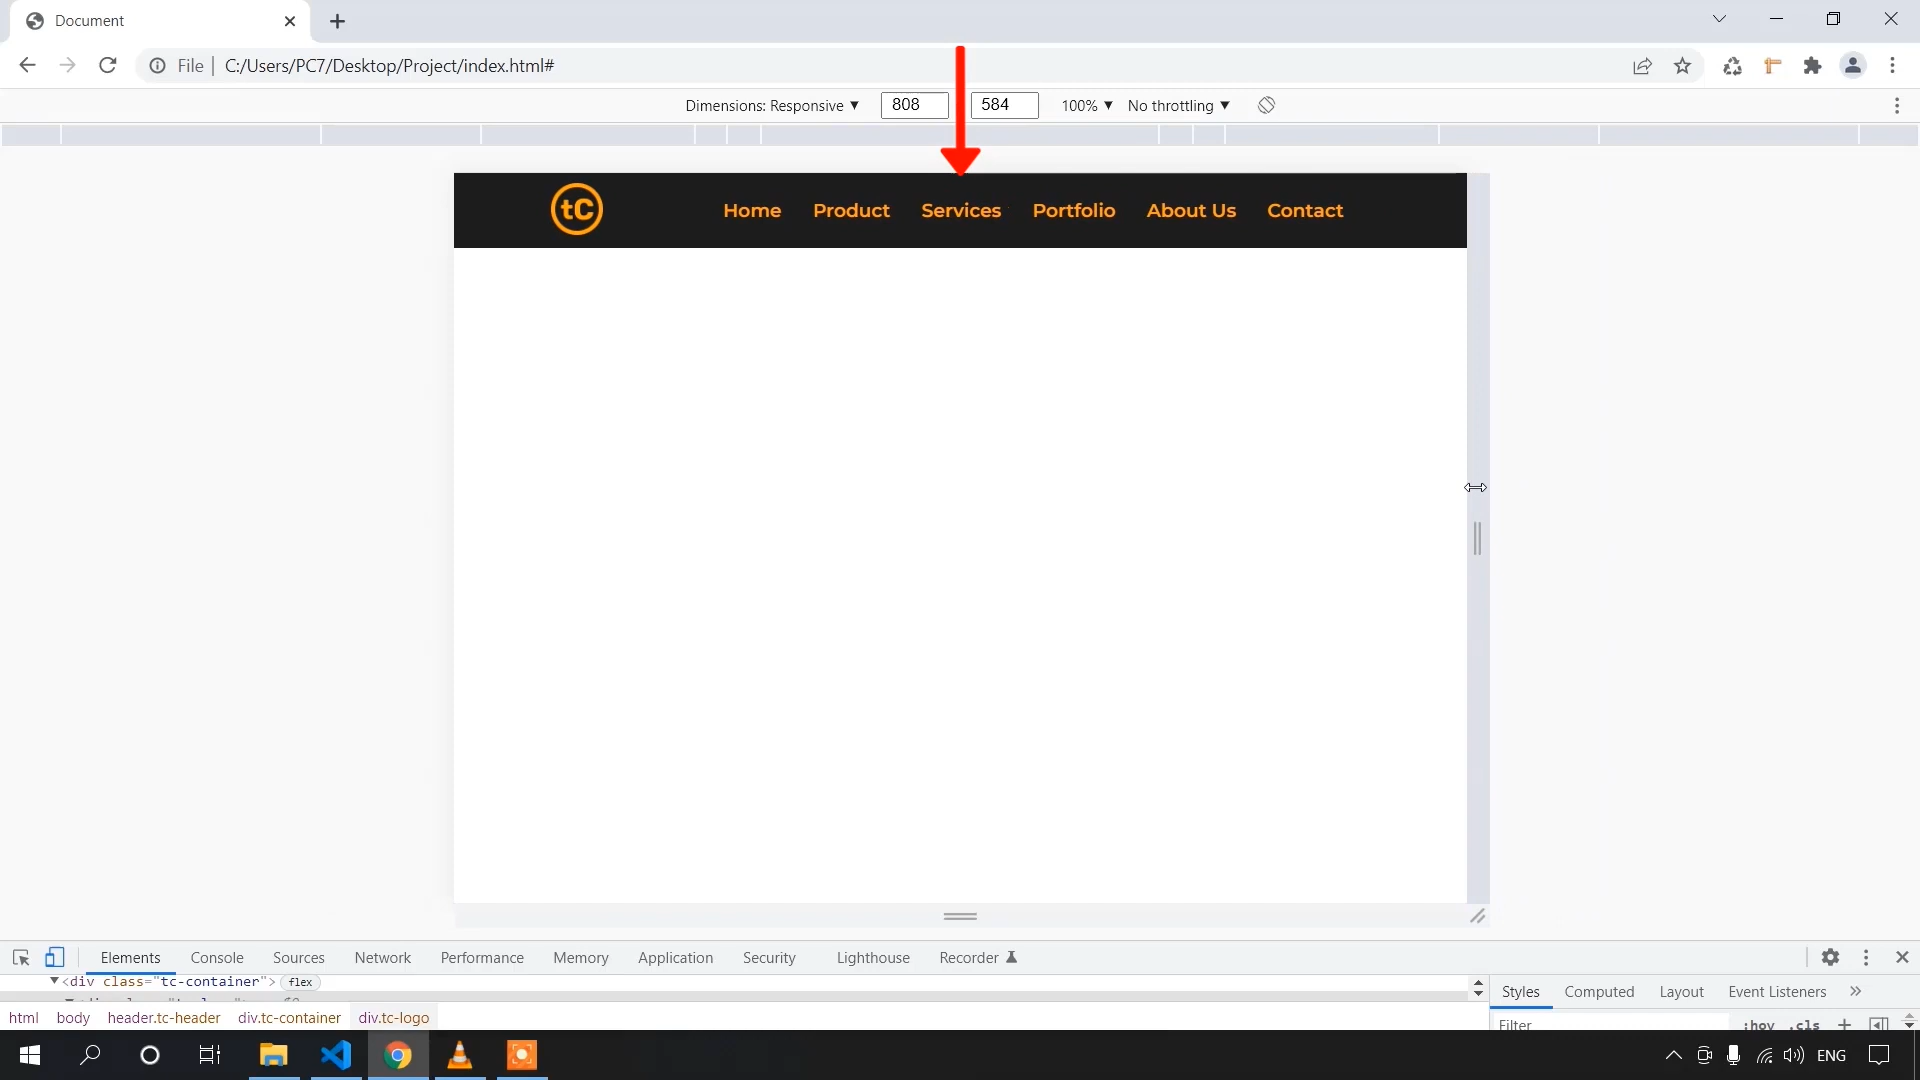 Document
File | C:/Users/PC7/Desktop/Project/index.html#
Dimensions: Responsive ▼ 808 584 100% ▼ No throttling ▼
tC Home Product Services Portfolio About Us Contact
Elements Console Sources Network Performance Memory Application Security Lighthouse Recorder
<div class="tc-container"> flex
Styles Computed Layout Event Listeners »
html body header.tc-header div.tc-container div.tc-logo
Filter :hov .cls +
ENG